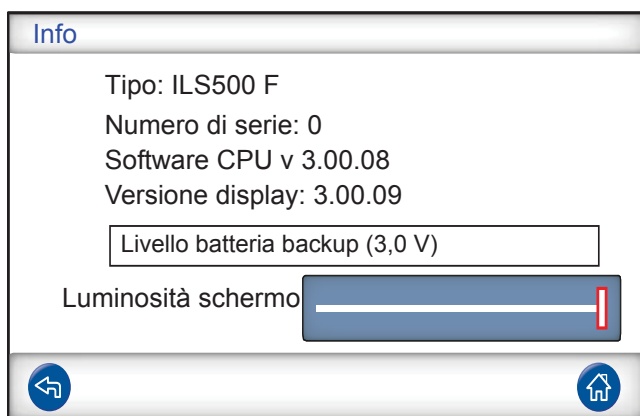 Info
Tipo: ILS500 F
Numero di serie: 0
Software CPU v 3.00.08
Versione display: 3.00.09
Livello batteria backup (3,0 V)
Luminosità schermo